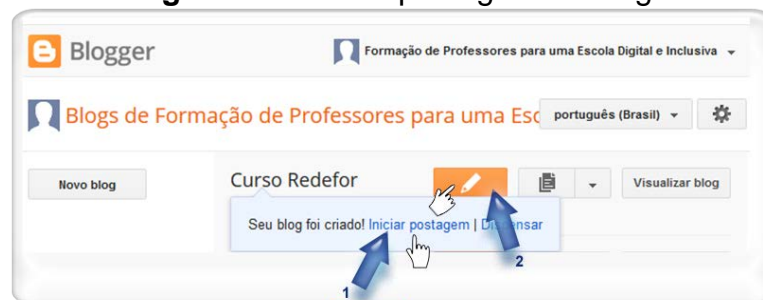 Blogger
Formação de Professores para uma Escola Digital e Inclusiva
Blogs de Formação de Professores para uma Esc
português (Brasil)
Novo blog
Curso Redefor
Visualizar blog
Seu blog foi criado! Iniciar postagem | Dispensar
1
2